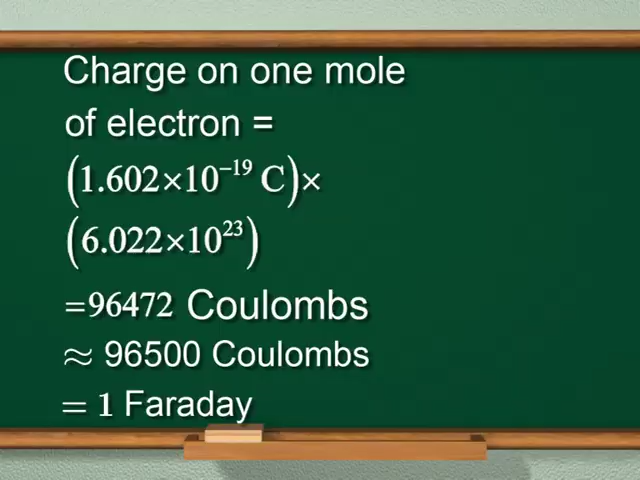 Charge on one mole
of electron =
(1.602×10⁻¹⁹ C)×
(6.022×10²³)
=96472 Coulombs
≈ 96500 Coulombs
= 1 Faraday